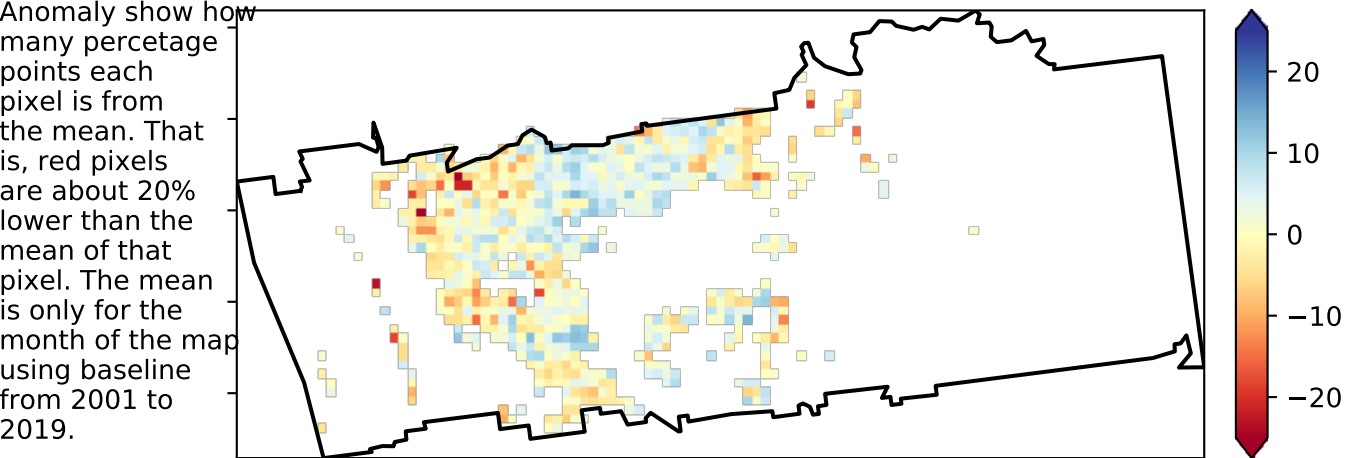 Anomaly show how
many percetage
points each
pixel is from
the mean. That
is, red pixels
are about 20%
lower than the
mean of that
pixel. The mean
is only for the
month of the map
using baseline
from 2001 to
2019.
20
10
0
−10
−20